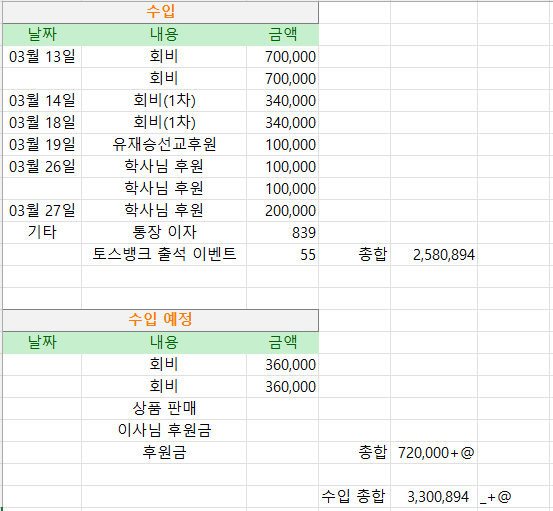 수입
날짜 내용 금액
03월 13일 회비 700,000
회비 700,000
03월 14일 회비(1차) 340,000
03월 18일 회비(1차) 340,000
03월 19일 유재승선교후원 100,000
03월 26일 학사님 후원 100,000
학사님 후원 100,000
03월 27일 학사님 후원 200,000
기타 통장 이자 839
토스뱅크 출석 이벤트 55 종합 2,580,894
수입 예정
날짜 내용 금액
회비 360,000
회비 360,000
상품 판매
이사님 후원금
후원금 종합 720,000+@
수입 종합 3,300,894 _+@